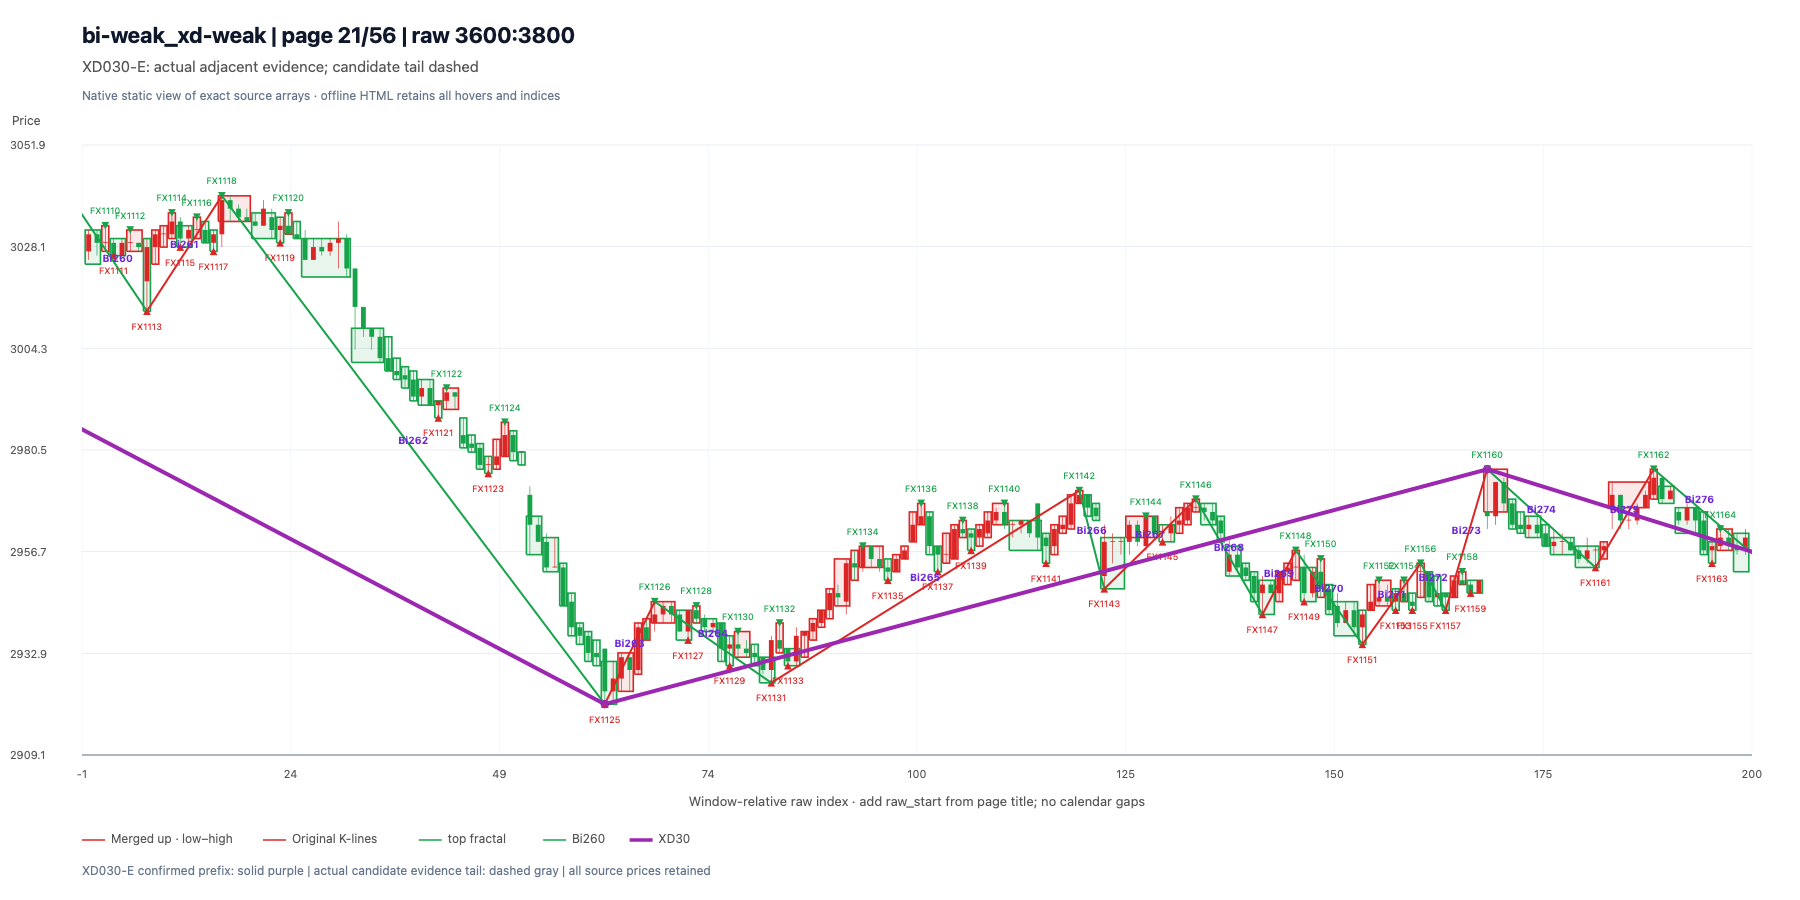 bi-weak_xd-weak | page 21/56 | raw 3600:3800
XD030-E: actual adjacent evidence; candidate tail dashed
Native static view of exact source arrays · offline HTML retains all hovers and indices
Price
3051.9
3028.1
3004.3
2980.5
2956.7
2932.9
2909.1
FX1118
FX1110
FX1112
FX1114
FX1116
FX1120
Bi260
Bi261
FX1111
FX1115
FX1117
FX1119
FX1113
FX1122
FX1124
FX1121
Bi262
FX1123
FX1125
FX1126
FX1128
FX1130
FX1132
Bi264
FX1127
FX1129
FX1133
FX1131
FX1134
FX1136
FX1138
FX1140
FX1142
FX1135
Bi265
FX1137
FX1139
FX1141
Bi266
FX1143
FX1144
FX1145
FX1146
Bi268
FX1147
FX1148
FX1149
FX1150
Bi270
FX1151
FX1156
FX1158
Bi272
FX1155
FX1157
FX1159
FX1160
Bi273
Bi274
FX1161
FX1162
Bi276
FX1164
FX1163
-1 24 49 74 100 125 150 175 200
Window-relative raw index · add raw_start from page title; no calendar gaps
Merged up · low–high Original K-lines top fractal Bi260 XD30
XD030-E confirmed prefix: solid purple | actual candidate evidence tail: dashed gray | all source prices retained